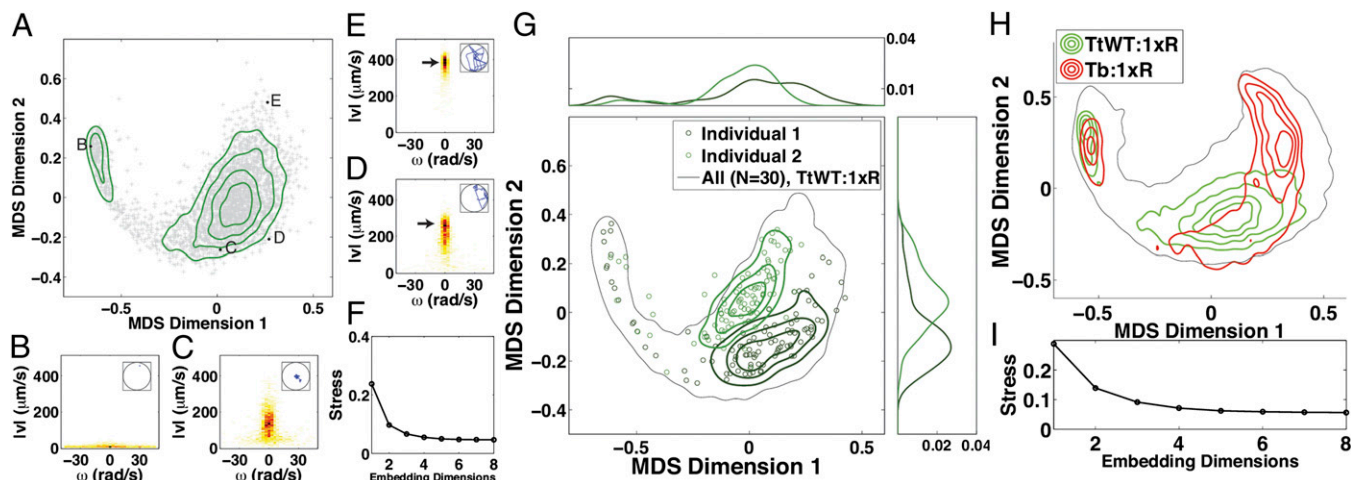 A
MDS Dimension 2
0.6
0.4
0.2
0
−0.2
−0.4
B
C
D
E
−0.5
0
0.5
MDS Dimension 1
B
|v| (μm/s)
400
200
0
−30
0
30
ω (rad/s)
C
|v| (μm/s)
400
200
0
−30
0
30
ω (rad/s)
E
|v| (μm/s)
400
200
0
−30
0
30
ω (rad/s)
D
|v| (μm/s)
400
200
0
−30
0
30
ω (rad/s)
F
Stress
0.4
0.2
0
2
4
6
8
Embedding Dimensions
G
0.04
0.01
Individual 1
Individual 2
All (N=30), TtWT:1xR
MDS Dimension 2
0.4
0.2
0
−0.2
−0.4
−0.5
0
0.5
MDS Dimension 1
0.02
0.04
H
TtWT:1xR
Tb:1xR
MDS Dimension 2
0.5
0
−0.5
−0.5
0
0.5
MDS Dimension 1
I
Stress
0.2
0.1
0
2
4
6
8
Embedding Dimensions